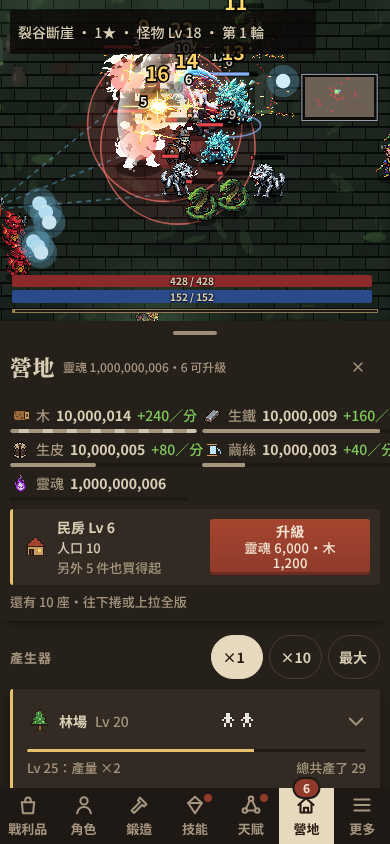 裂谷斷崖 • 1★ • 怪物 Lv 18 • 第 1 輪
11
13
14
16
6
5
9
428 / 428
152 / 152
營地 靈魂 1,000,000,006・6 可升級 ×
木 10,000,014 +240／分 生鐵 10,000,009 +160／
生皮 10,000,005 +80／分 繭絲 10,000,003 +40／分
靈魂 1,000,000,006
民房 Lv 6
人口 10
另外 5 件也買得起
升級
靈魂 6,000・木
1,200
還有 10 座・往下捲或上拉全版
產生器 ×1 ×10 最大
林場 Lv 20
Lv 25：產量 ×2 總共產了 29
6
戰利品 角色 鍛造 技能 天賦 營地 更多